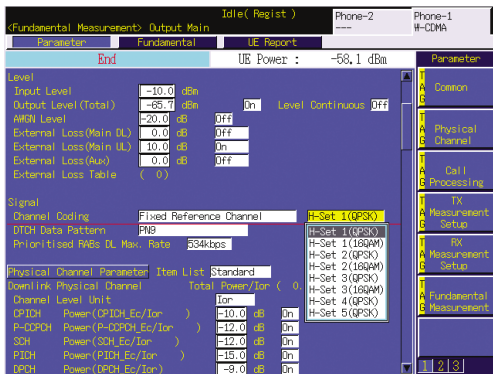 Idle( Regist )
Phone-2
Phone-1
<Fundamental Measurement> Output Main
---
W-CDMA
Parameter Fundamental UE Report
End UE Power : -58.1 dBm
Parameter
Level
Input Level -10.0 dBm
Output Level(Total) -65.7 dBm On Level Continuous Off
AWGN Level -20.0 dB Off
External Loss(Main DL) 0.0 dB Off
External Loss(Main UL) 10.0 dB On
External Loss(Aux) 0.0 dB Off
External Loss Table ( 0)
Signal
Channel Coding Fixed Reference Channel H-Set 1(QPSK)
DTCH Data Pattern PN9
Prioritised RABs DL Max. Rate 534kbps
H-Set 1(QPSK)
H-Set 1(16QAM)
H-Set 2(QPSK)
H-Set 2(16QAM)
H-Set 3(QPSK)
H-Set 3(16QAM)
H-Set 4(QPSK)
H-Set 5(QPSK)
Physical Channel Parameter Item List Standard
Downlink Physical Channel Total Power/Ior ( 0.
Channel Level Unit Ior
CPICH Power(CPICH_Ec/Ior ) -10.0 dB On
P-CCPCH Power(P-CCPCH_Ec/Ior ) -12.0 dB On
SCH Power(SCH_Ec/Ior ) -12.0 dB On
PICH Power(PICH_Ec/Ior ) -15.0 dB On
DPCH Power(DPCH_Ec/Ior) -9.0 dB On
TAG Common
TAG Physical Channel
TAG Call Processing
TAG TX Measurement Setup
TAG RX Measurement Setup
TAG Fundamental Measurement
1 2 3